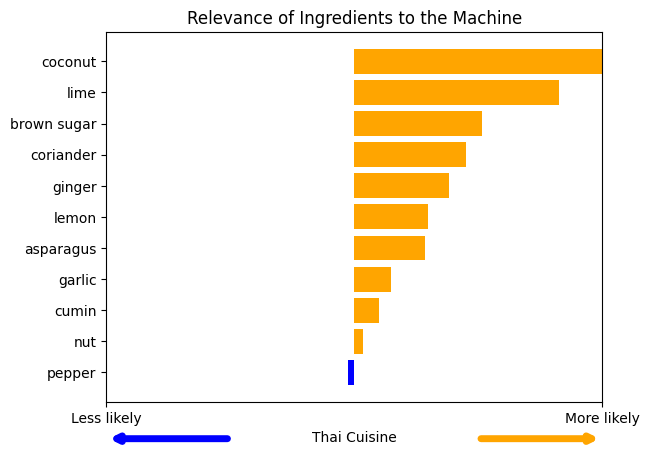 Relevance of Ingredients to the Machine
coconut
lime
brown sugar
coriander
ginger
lemon
asparagus
garlic
cumin
nut
pepper
Less likely
More likely
Thai Cuisine